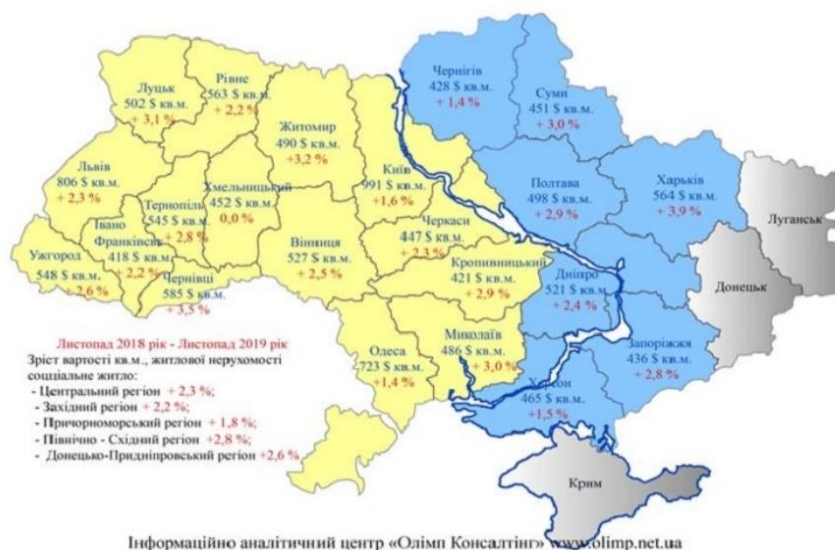 Луцьк
502 $ кв.м.
+ 3,1 %
Рівне
563 $ кв.м.
+ 2,2 %
Житомир
490 $ кв.м.
+3,2 %
Чернігів
428 $ кв.м.
+ 1,4 %
Суми
451 $ кв.м.
+ 3,0 %
Львів
806 $ кв.м.
+ 2,3 %
Тернопіль
545 $ кв.м.
+ 2,8 %
Хмельницький
452 $ кв.м.
0,0 %
Київ
991 $ кв.м.
+1,6 %
Полтава
498 $ кв.м.
+ 2,9 %
Харьків
564 $ кв.м.
+ 3,9 %
Луганськ
Ужгород
548 $ кв.м,
+2,6 %
Івано
Франківськ
418 $ кв.м
+ 2,2 %
Чернівці
585 $ кв.м.
+ 3,5 %
Вінниця
527 $ кв.м.
+ 2,5 %
Черкаси
447 $ кв.м.
+ 2,3 %
Кропивницький
421 $ кв.м.
+ 2,9 %
Дніпро
521 $ кв.м.
+ 2,4 %
Донецьк
Одеса
723 $ кв.м.
+1,4 %
Миколаїв
486 $ кв.м.
+ 3,0 %
Запоріжжя
436 $ кв.м.
+ 2,8 %
Херсон
465 $ кв.м.
+1,5 %
Крим
Листопад 2018 рік - Листопад 2019 рік
Зріст вартості кв.м., житлової нерухомості
соцціальне житло:
- Центральний регіон + 2,3 %;
- Західний регіон + 2,2 %;
- Причорноморський регіон + 1,8 %;
- Північно - Східний регіон +2,8 %;
- Донецько-Придніпровський регіон +2,6 %
Інформаційно аналітичний центр «Олімп Консалтінг» www.olimp.net.ua